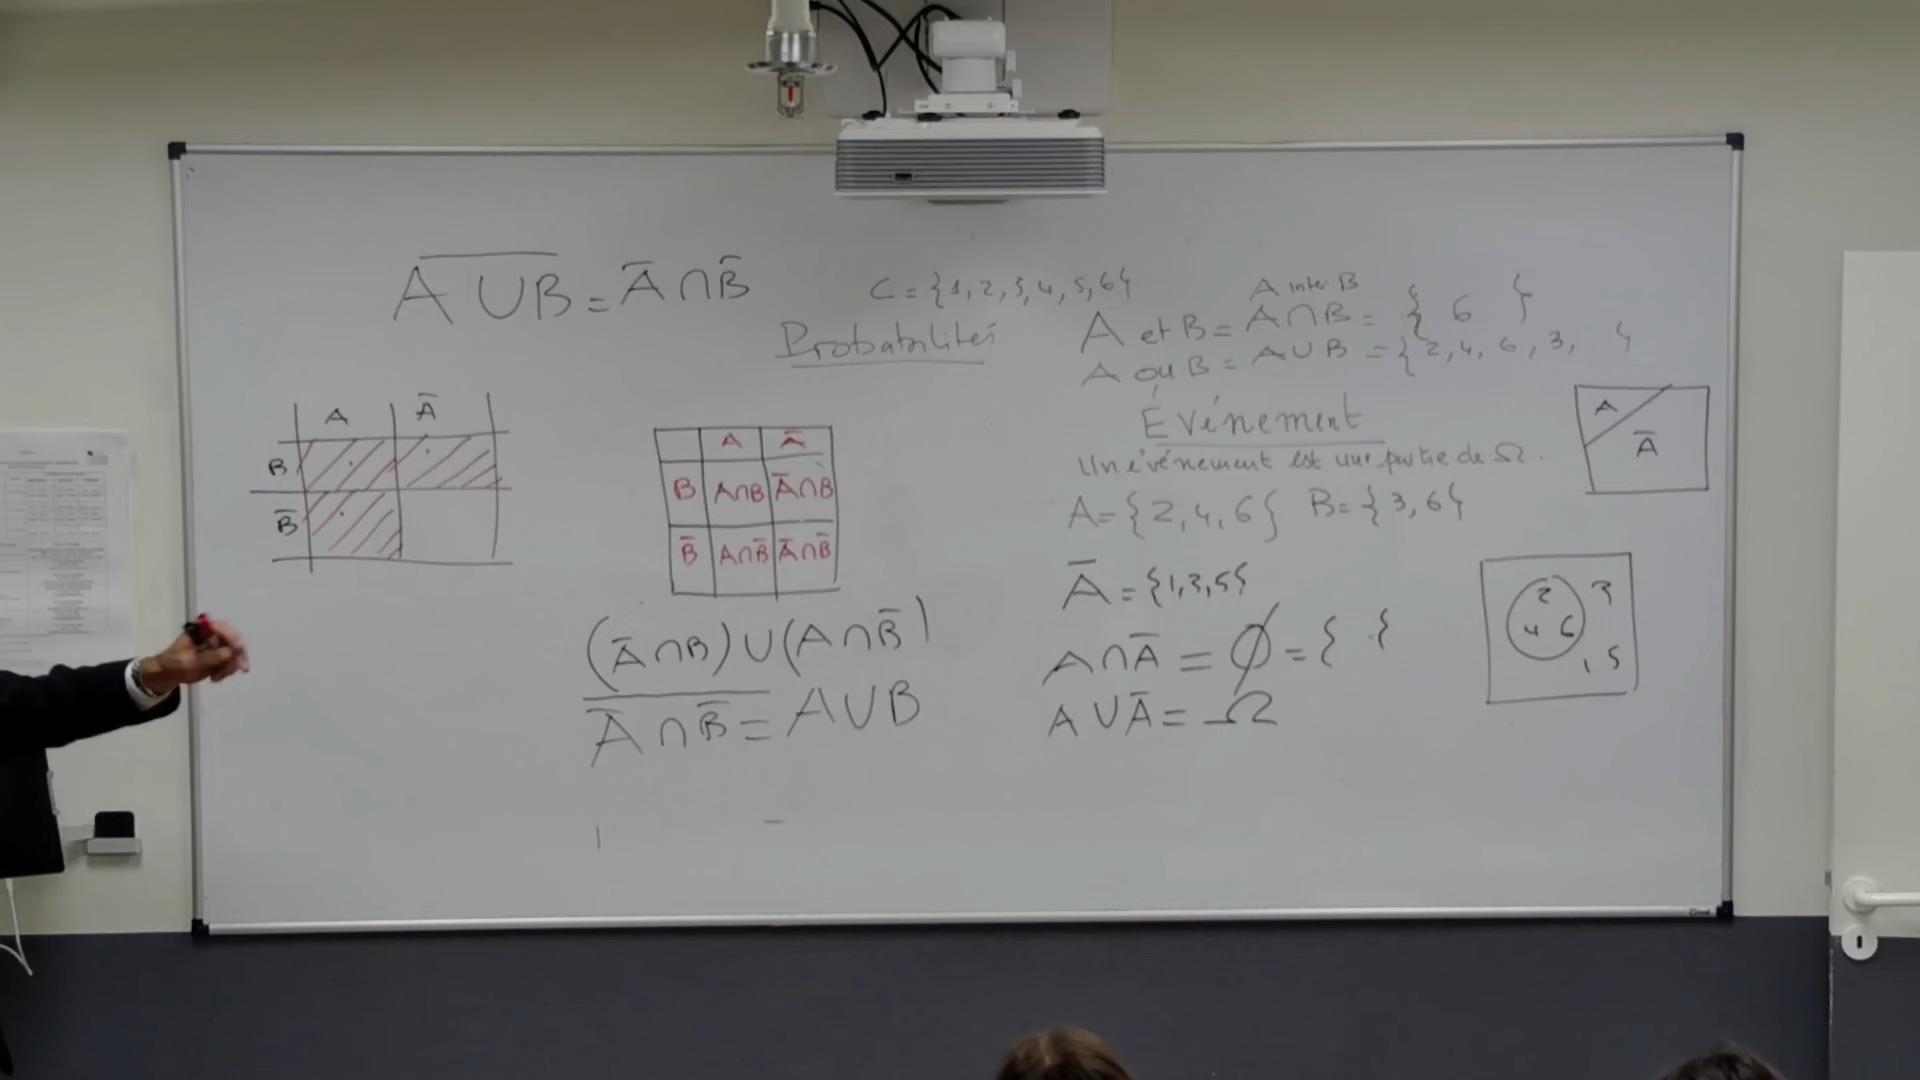 A̅ ̅U̅ ̅B̅ = A̅ ∩ B̅
C = {1, 2, 3, 4, 5, 6}
Probabilités
A inter B
A et B = A ∩ B = { 6 }
A ou B = A ∪ B = {2, 4, 6, 3, }
Événement
Un événement est une partie de Ω.
A = {2, 4, 6} B = {3, 6}
A̅ = {1, 3, 5}
A ∩ A̅ = ∅ = { }
A ∪ A̅ = Ω
A A̅
B
B̅
A A̅
B A∩B A̅∩B
B̅ A∩B̅ A̅∩B̅
(A̅ ∩ B) ∪ (A ∩ B̅)
A̅̅ ̅∩̅ ̅B̅̅ = A ∪ B
A
A̅
2 3
4 6
1 5